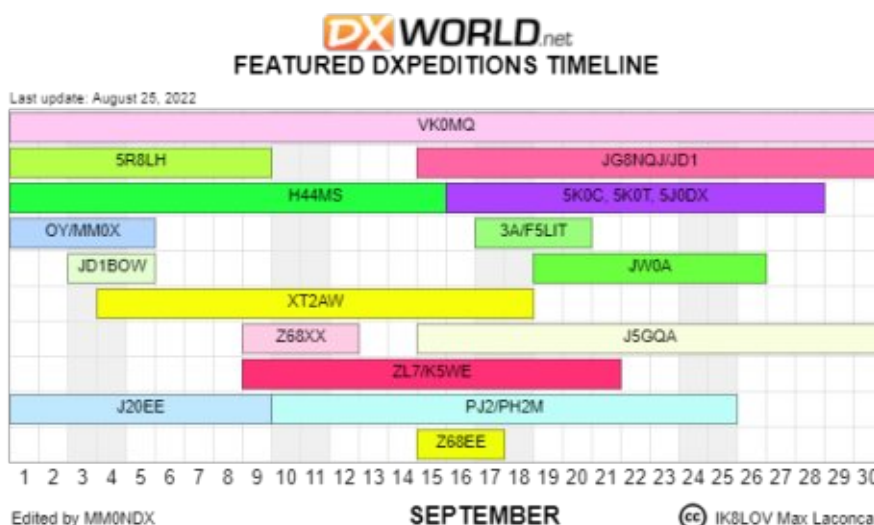 DX WORLD.net
FEATURED DXPEDITIONS TIMELINE
Last update: August 25, 2022
VK0MQ
5R8LH JG8NQJ/JD1
H44MS 5K0C, 5K0T, 5J0DX
OY/MM0X 3A/F5LIT
JD1BOW JW0A
XT2AW
Z68XX J5GQA
ZL7/K5WE
J20EE PJ2/PH2M
Z68EE
1 2 3 4 5 6 7 8 9 10 11 12 13 14 15 16 17 18 19 20 21 22 23 24 25 26 27 28 29 30
Edited by MM0NDX SEPTEMBER cc IK8LOV Max Laconca